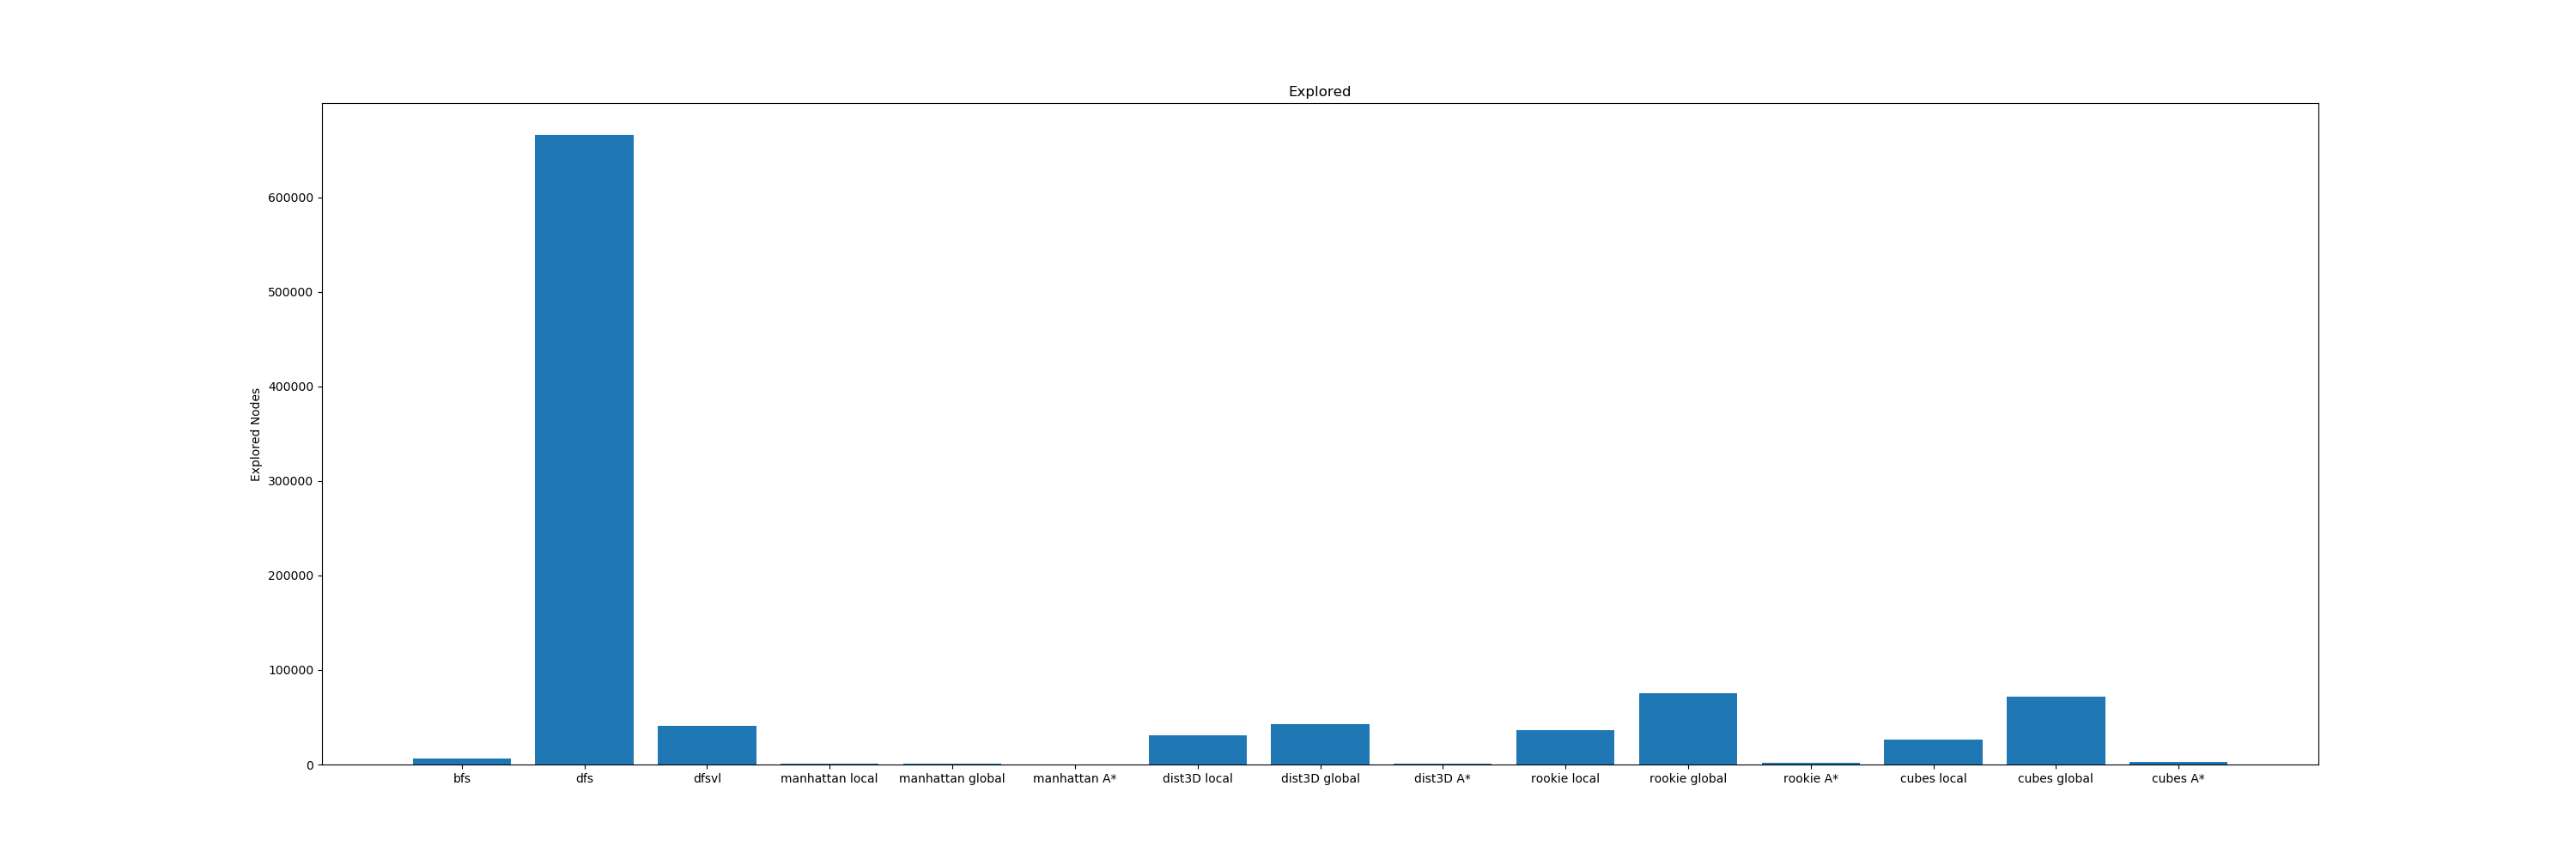 Explored
Explored Nodes
600000
500000
400000
300000
200000
100000
0
bfs dfs dfsvl manhattan local manhattan global manhattan A* dist3D local dist3D global dist3D A* rookie local rookie global rookie A* cubes local cubes global cubes A*